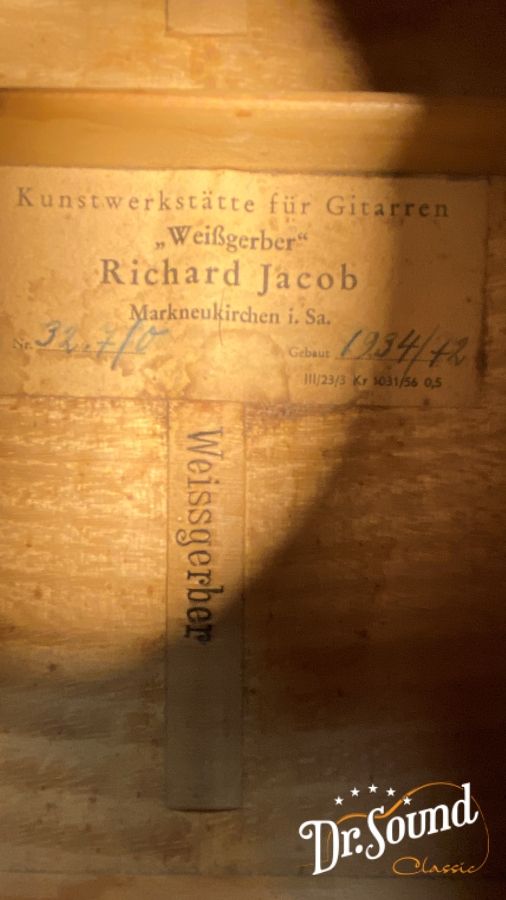 Kunstwerkstätte für Gitarren
„Weißgerber“
Richard Jacob
Markneukirchen i. Sa.
Nr. 32.7/0 Gebaut 1934/42
III/23/3 Kr 1031/56 0,5
Weissgerber
Dr.Sound
Classic